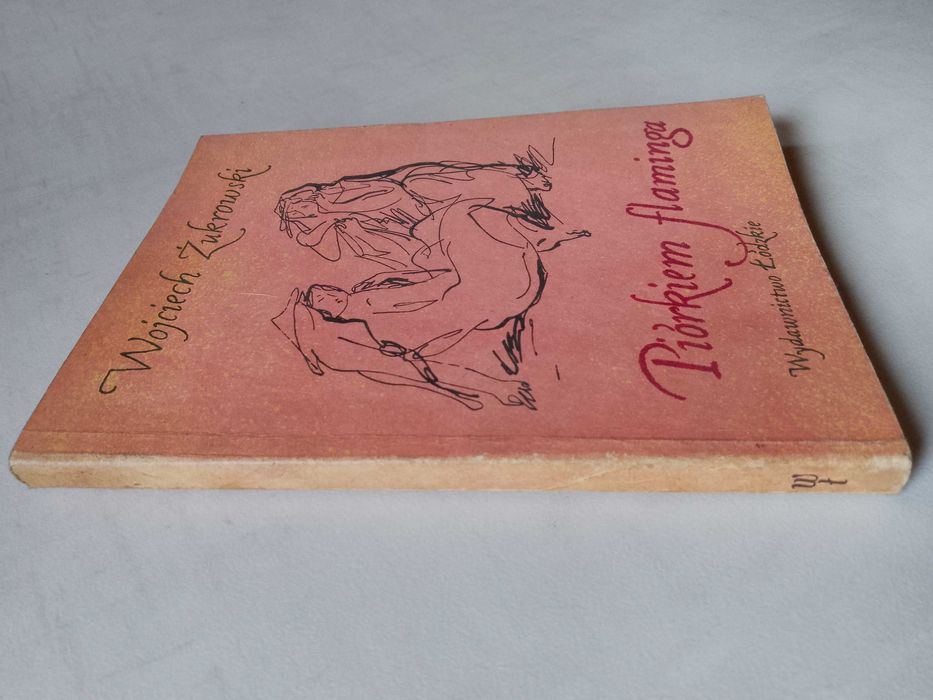 Wojciech Żukrowski
Piórkiem flaminga
Wydawnictwo Łódzkie
WŁ